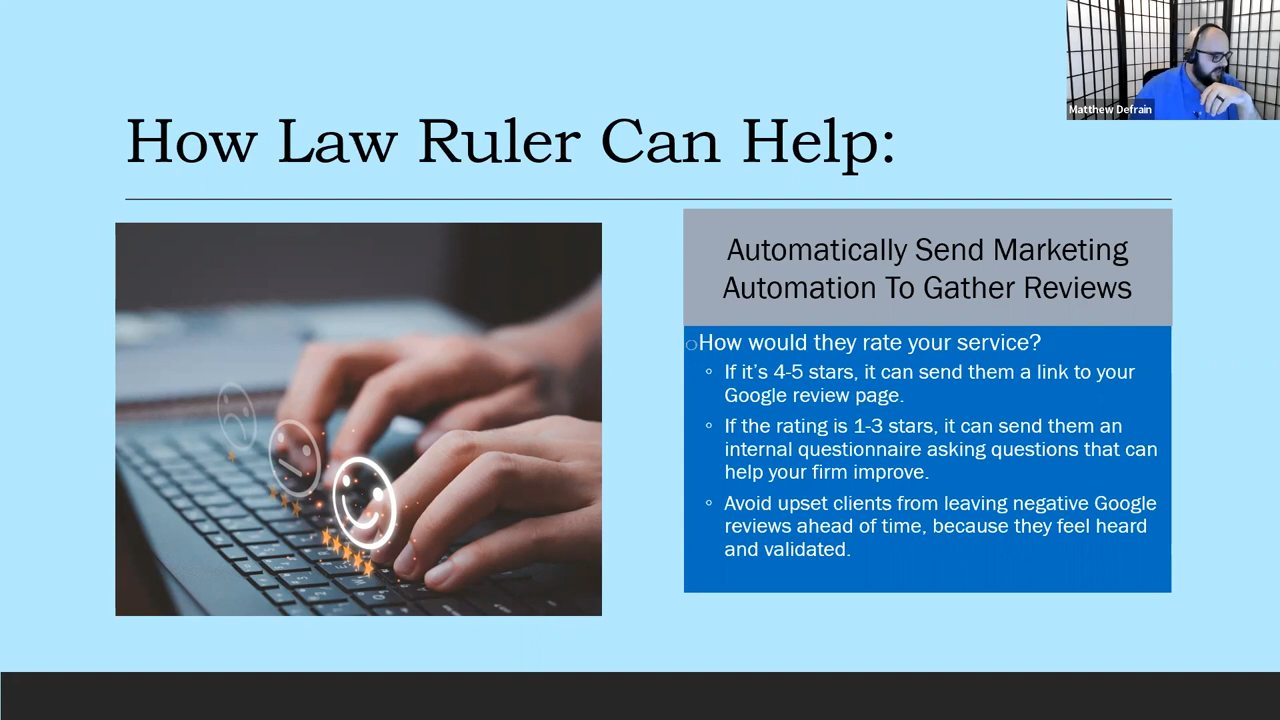 Matthew Defrain
How Law Ruler Can Help:
Automatically Send Marketing
Automation To Gather Reviews
How would they rate your service?
If it’s 4-5 stars, it can send them a link to your
Google review page.
If the rating is 1-3 stars, it can send them an
internal questionnaire asking questions that can
help your firm improve.
Avoid upset clients from leaving negative Google
reviews ahead of time, because they feel heard
and validated.